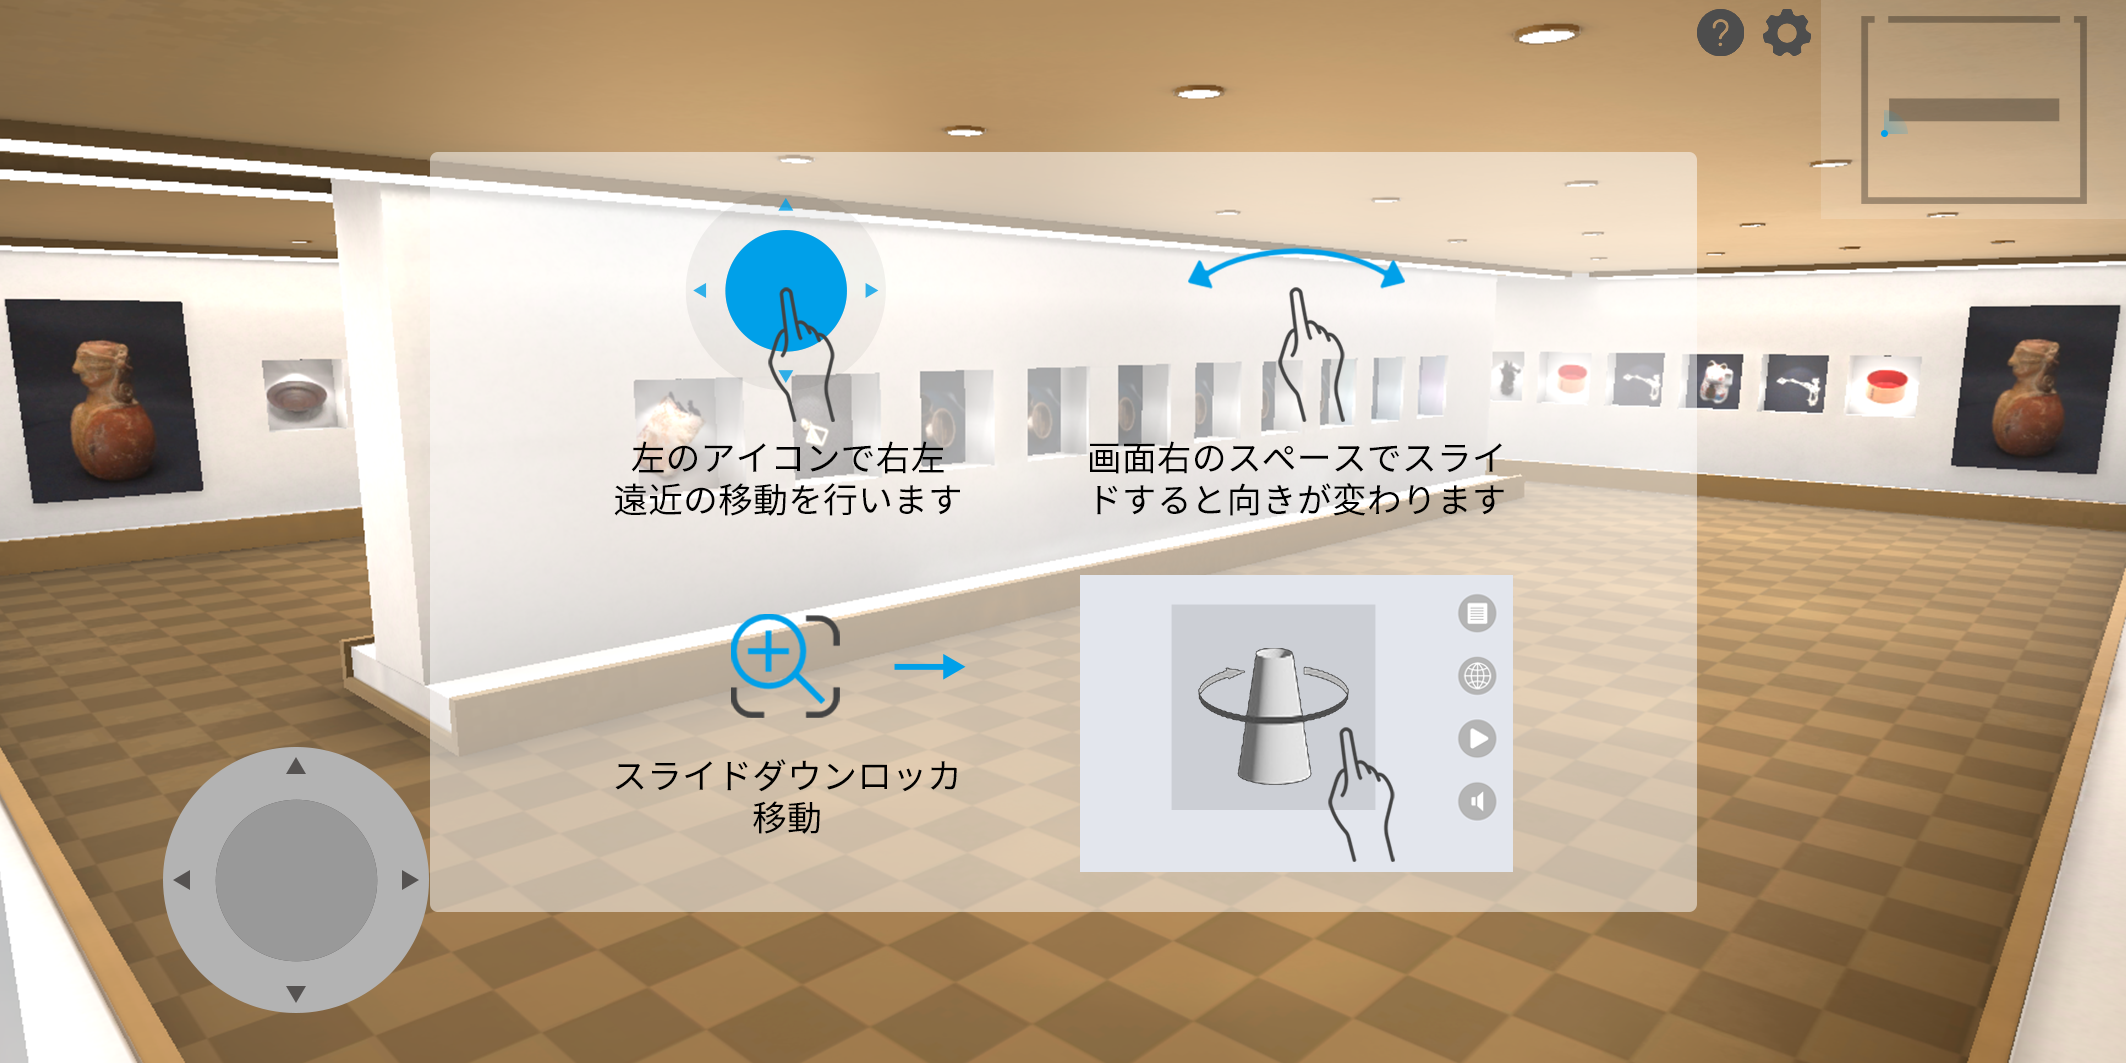 左のアイコンで右左
遠近の移動を行います
画面右のスペースでスライ
ドすると向きが変わります
スライドダウンロッカ
移動
?